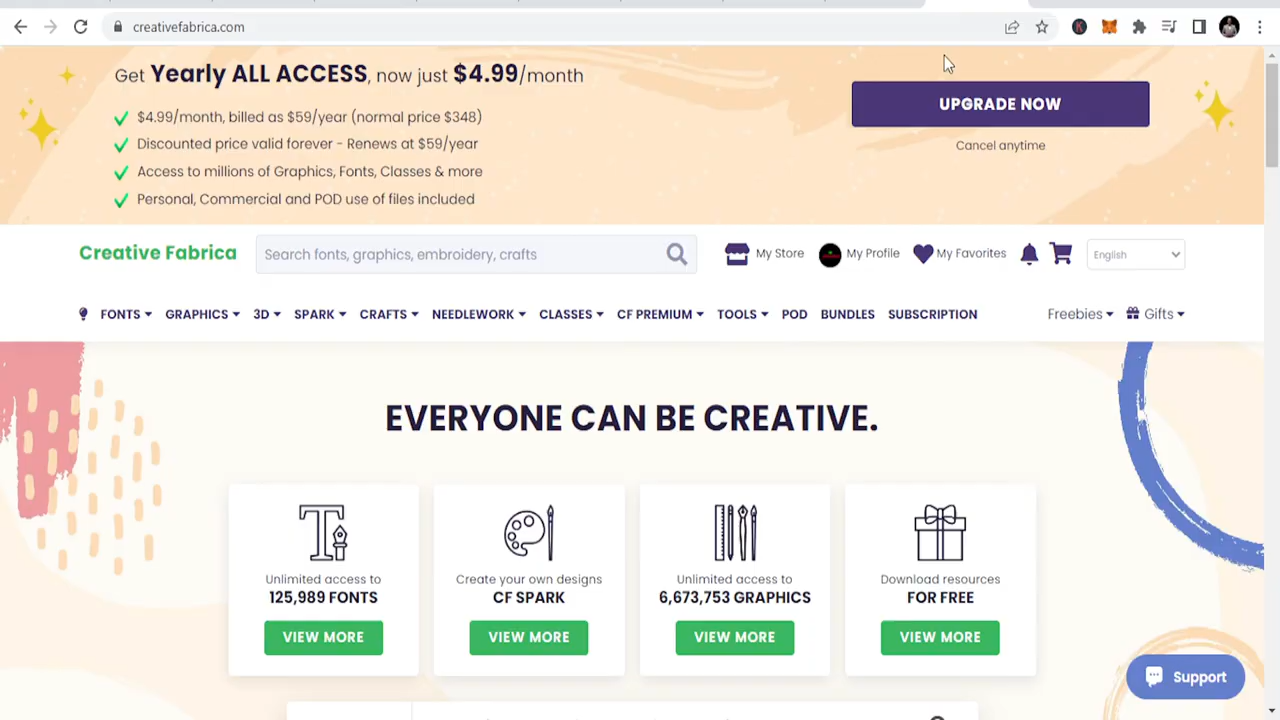 creativefabrica.com
Get Yearly ALL ACCESS, now just $4.99/month
$4.99/month, billed as $59/year (normal price $348)
Discounted price valid forever - Renews at $59/year
Access to millions of Graphics, Fonts, Classes & more
Personal, Commercial and POD use of files included
UPGRADE NOW
Cancel anytime
Creative Fabrica
Search fonts, graphics, embroidery, crafts
My Store
My Profile
My Favorites
English
FONTS
GRAPHICS
3D
SPARK
CRAFTS
NEEDLEWORK
CLASSES
CF PREMIUM
TOOLS
POD
BUNDLES
SUBSCRIPTION
Freebies
Gifts
EVERYONE CAN BE CREATIVE.
Unlimited access to
125,989 FONTS
VIEW MORE
Create your own designs
CF SPARK
VIEW MORE
Unlimited access to
6,673,753 GRAPHICS
VIEW MORE
Download resources
FOR FREE
VIEW MORE
Support